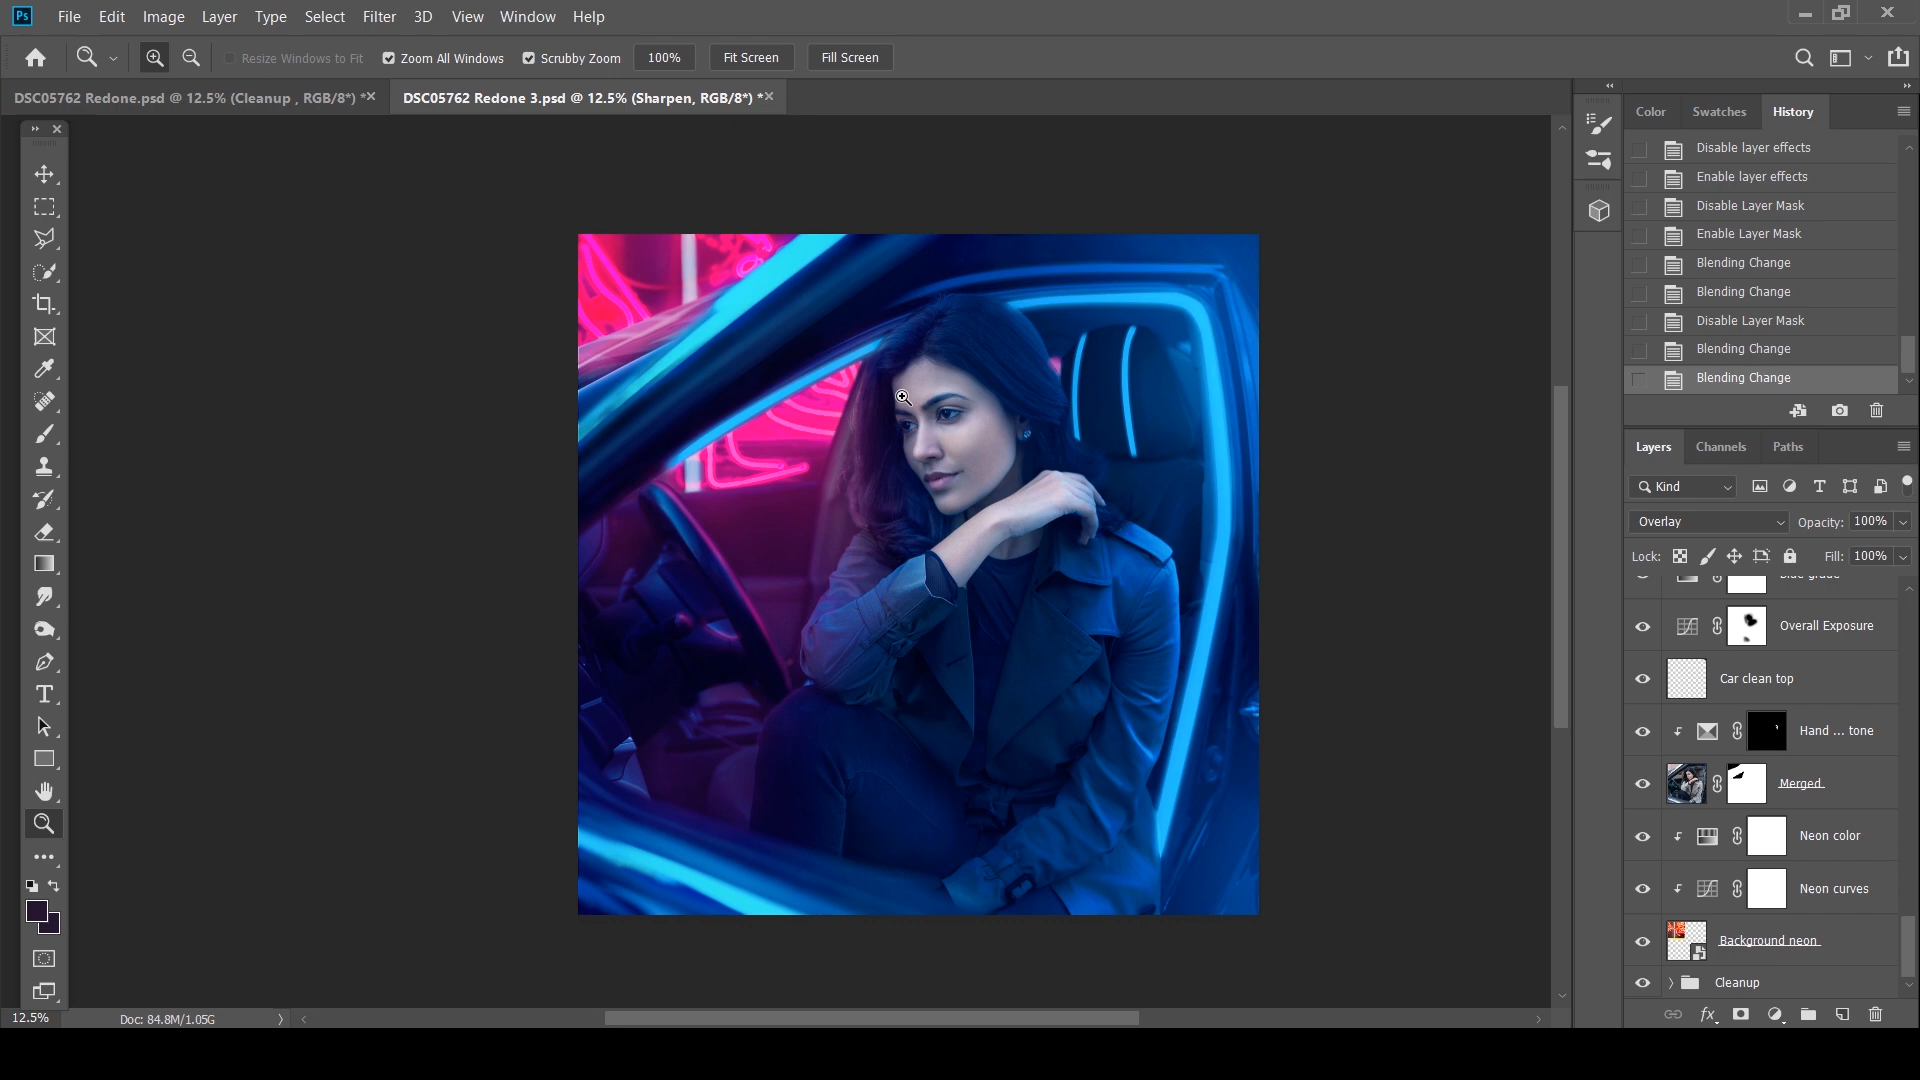 Ps File Edit Image Layer Type Select Filter 3D View Window Help
Resize Windows to Fit Zoom All Windows Scrubby Zoom 100% Fit Screen Fill Screen
DSC05762 Redone.psd @ 12.5% (Cleanup , RGB/8*) * DSC05762 Redone 3.psd @ 12.5% (Sharpen, RGB/8*) *
Color Swatches History
Disable layer effects
Enable layer effects
Disable Layer Mask
Enable Layer Mask
Blending Change
Blending Change
Disable Layer Mask
Blending Change
Blending Change
Layers Channels Paths
Kind
Overlay Opacity: 100%
Lock: Fill: 100%
Overall Exposure
Car clean top
Hand ... tone
Merged
Neon color
Neon curves
Background neon
Cleanup
12.5% Doc: 84.8M/1.05G